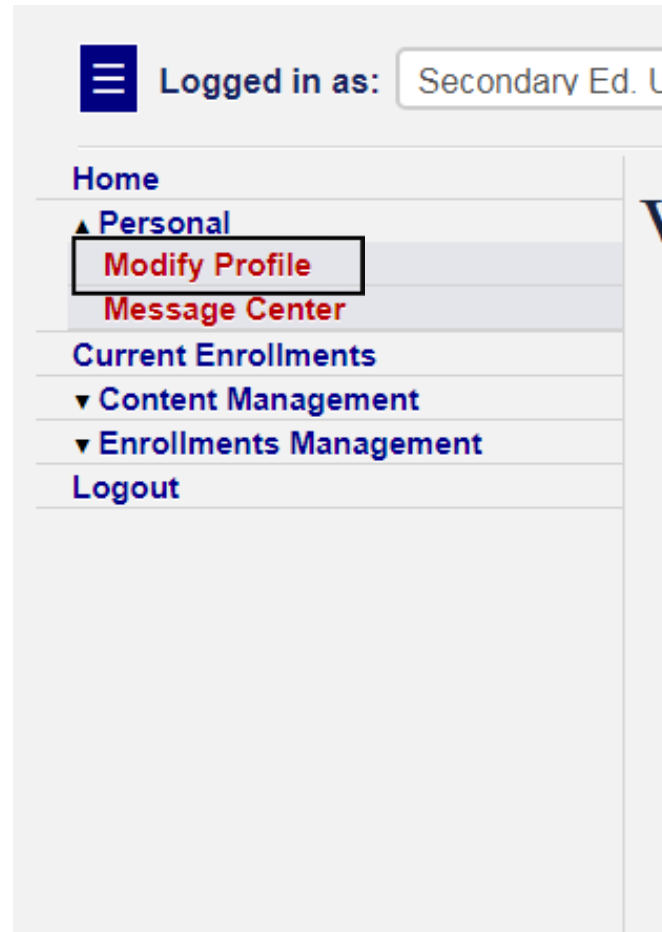 Logged in as: Secondary Ed.
Home
▲ Personal
Modify Profile
Message Center
Current Enrollments
▼ Content Management
▼ Enrollments Management
Logout